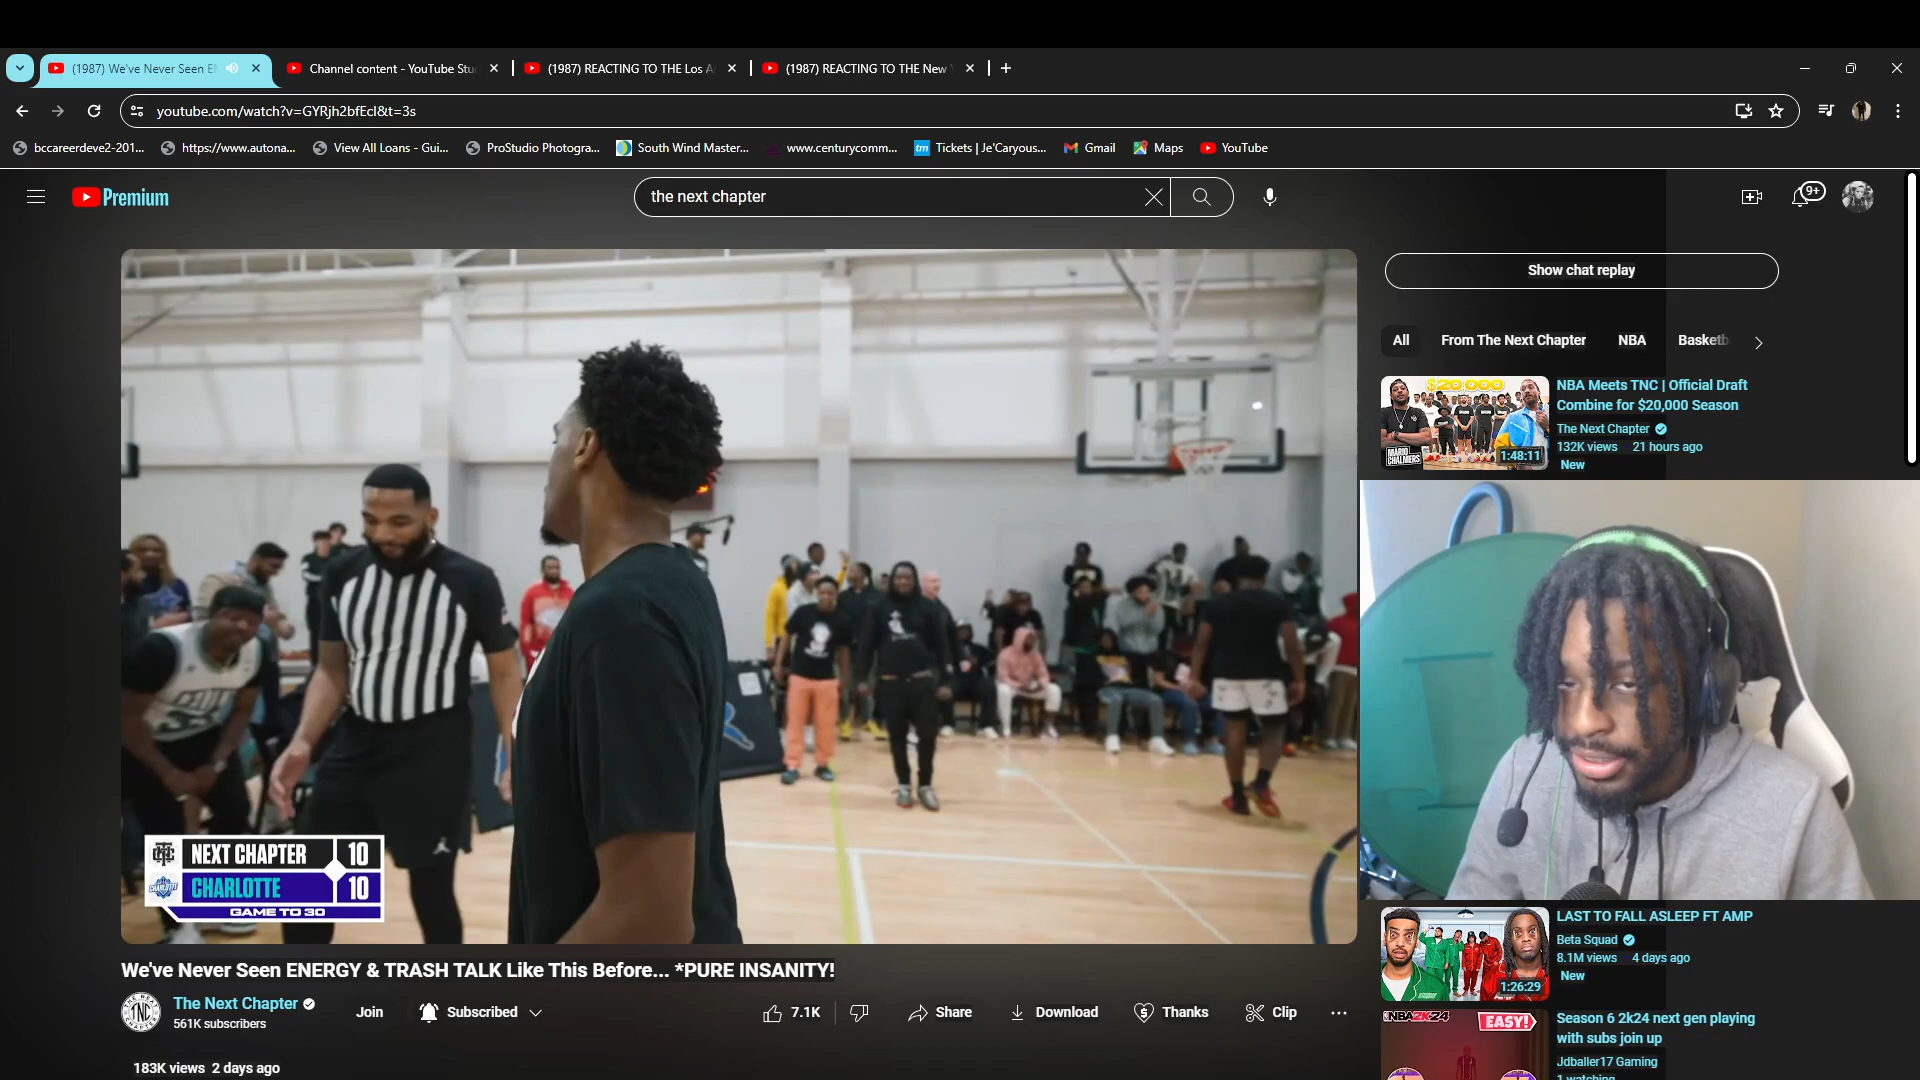 (1987) We've Never Seen E
Channel content - YouTube Stu
(1987) REACTING TO THE Los A
(1987) REACTING TO THE New
youtube.com/watch?v=GYRjh2bfEcI&t=3s
bccareerdeve2-201...
https://www.autona...
View All Loans - Gui...
ProStudio Photogra...
South Wind Master...
www.centurycomm...
tm
Tickets | Je'Caryous...
Gmail
Maps
YouTube
Premium
the next chapter
9+
Show chat replay
All
From The Next Chapter
NBA
Basketb
$20,000
MARIO
CHALMERS
1:48:11
NBA Meets TNC | Official Draft
Combine for $20,000 Season
The Next Chapter
132K views 21 hours ago
New
NEXT CHAPTER 10
CHARLOTTE 10
GAME TO 30
1:26:29
LAST TO FALL ASLEEP FT AMP
Beta Squad
8.1M views 4 days ago
New
NBA2K24
EASY!
Season 6 2k24 next gen playing
with subs join up
Jdballer17 Gaming
1 watching
We've Never Seen ENERGY & TRASH TALK Like This Before... *PURE INSANITY!
TNC
The Next Chapter
561K subscribers
Join
Subscribed
7.1K
Share
Download
Thanks
Clip
183K views 2 days ago